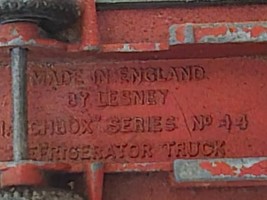 MADE IN ENGLAND
BY LESNEY
MATCHBOX" SERIES Nº 44
REFRIGERATOR TRUCK